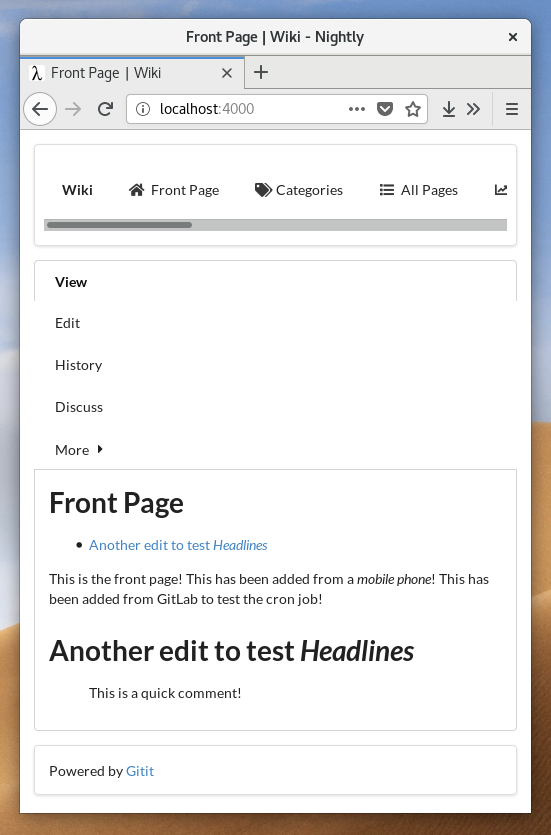 Front Page | Wiki - Nightly
λ Front Page | Wiki
localhost:4000
Wiki Front Page Categories All Pages
View
Edit
History
Discuss
More
Front Page
Another edit to test Headlines
This is the front page! This has been added from a mobile phone! This has
been added from GitLab to test the cron job!
Another edit to test Headlines
This is a quick comment!
Powered by Gitit